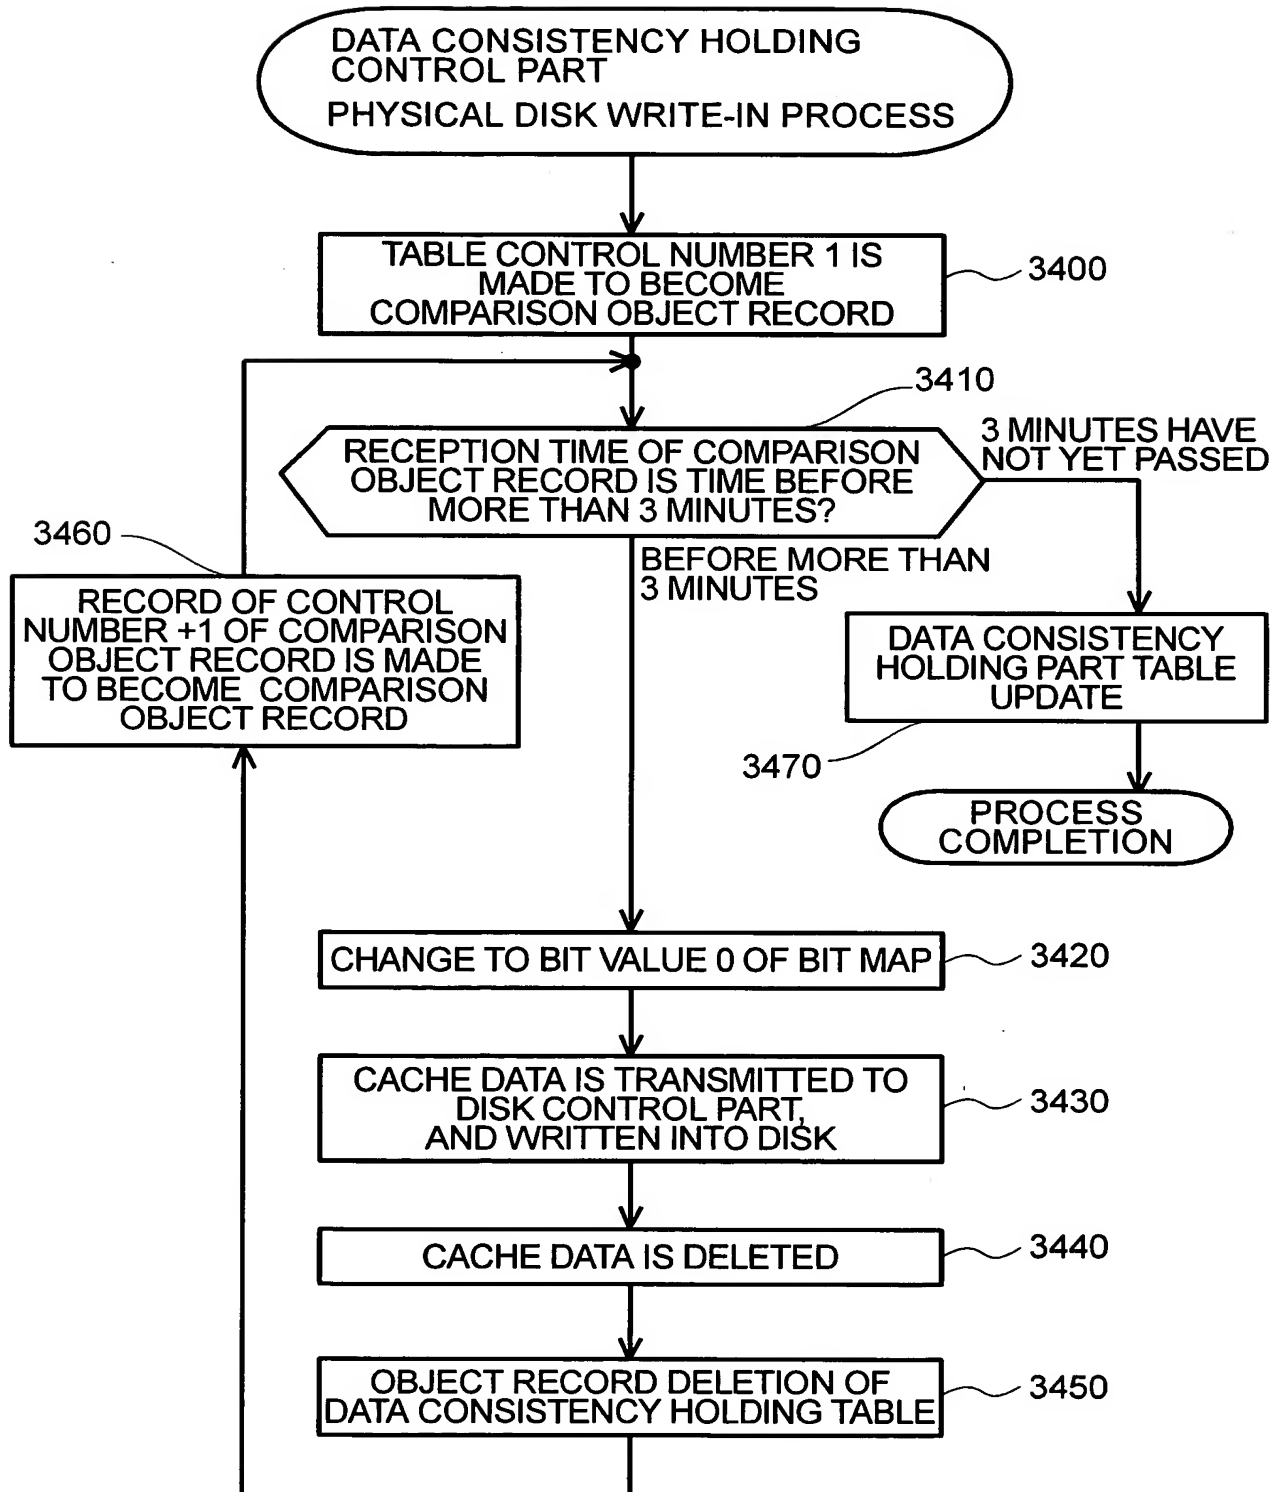 DATA CONSISTENCY HOLDING
CONTROL PART
PHYSICAL DISK WRITE-IN PROCESS
TABLE CONTROL NUMBER 1 IS
MADE TO BECOME
COMPARISON OBJECT RECORD
3400
3410
RECEPTION TIME OF COMPARISON
OBJECT RECORD IS TIME BEFORE
MORE THAN 3 MINUTES?
3 MINUTES HAVE
NOT YET PASSED
BEFORE MORE THAN
3 MINUTES
3460
RECORD OF CONTROL
NUMBER +1 OF COMPARISON
OBJECT RECORD IS MADE
TO BECOME COMPARISON
OBJECT RECORD
DATA CONSISTENCY
HOLDING PART TABLE
UPDATE
3470
PROCESS
COMPLETION
CHANGE TO BIT VALUE 0 OF BIT MAP
3420
CACHE DATA IS TRANSMITTED TO
DISK CONTROL PART,
AND WRITTEN INTO DISK
3430
CACHE DATA IS DELETED
3440
OBJECT RECORD DELETION OF
DATA CONSISTENCY HOLDING TABLE
3450